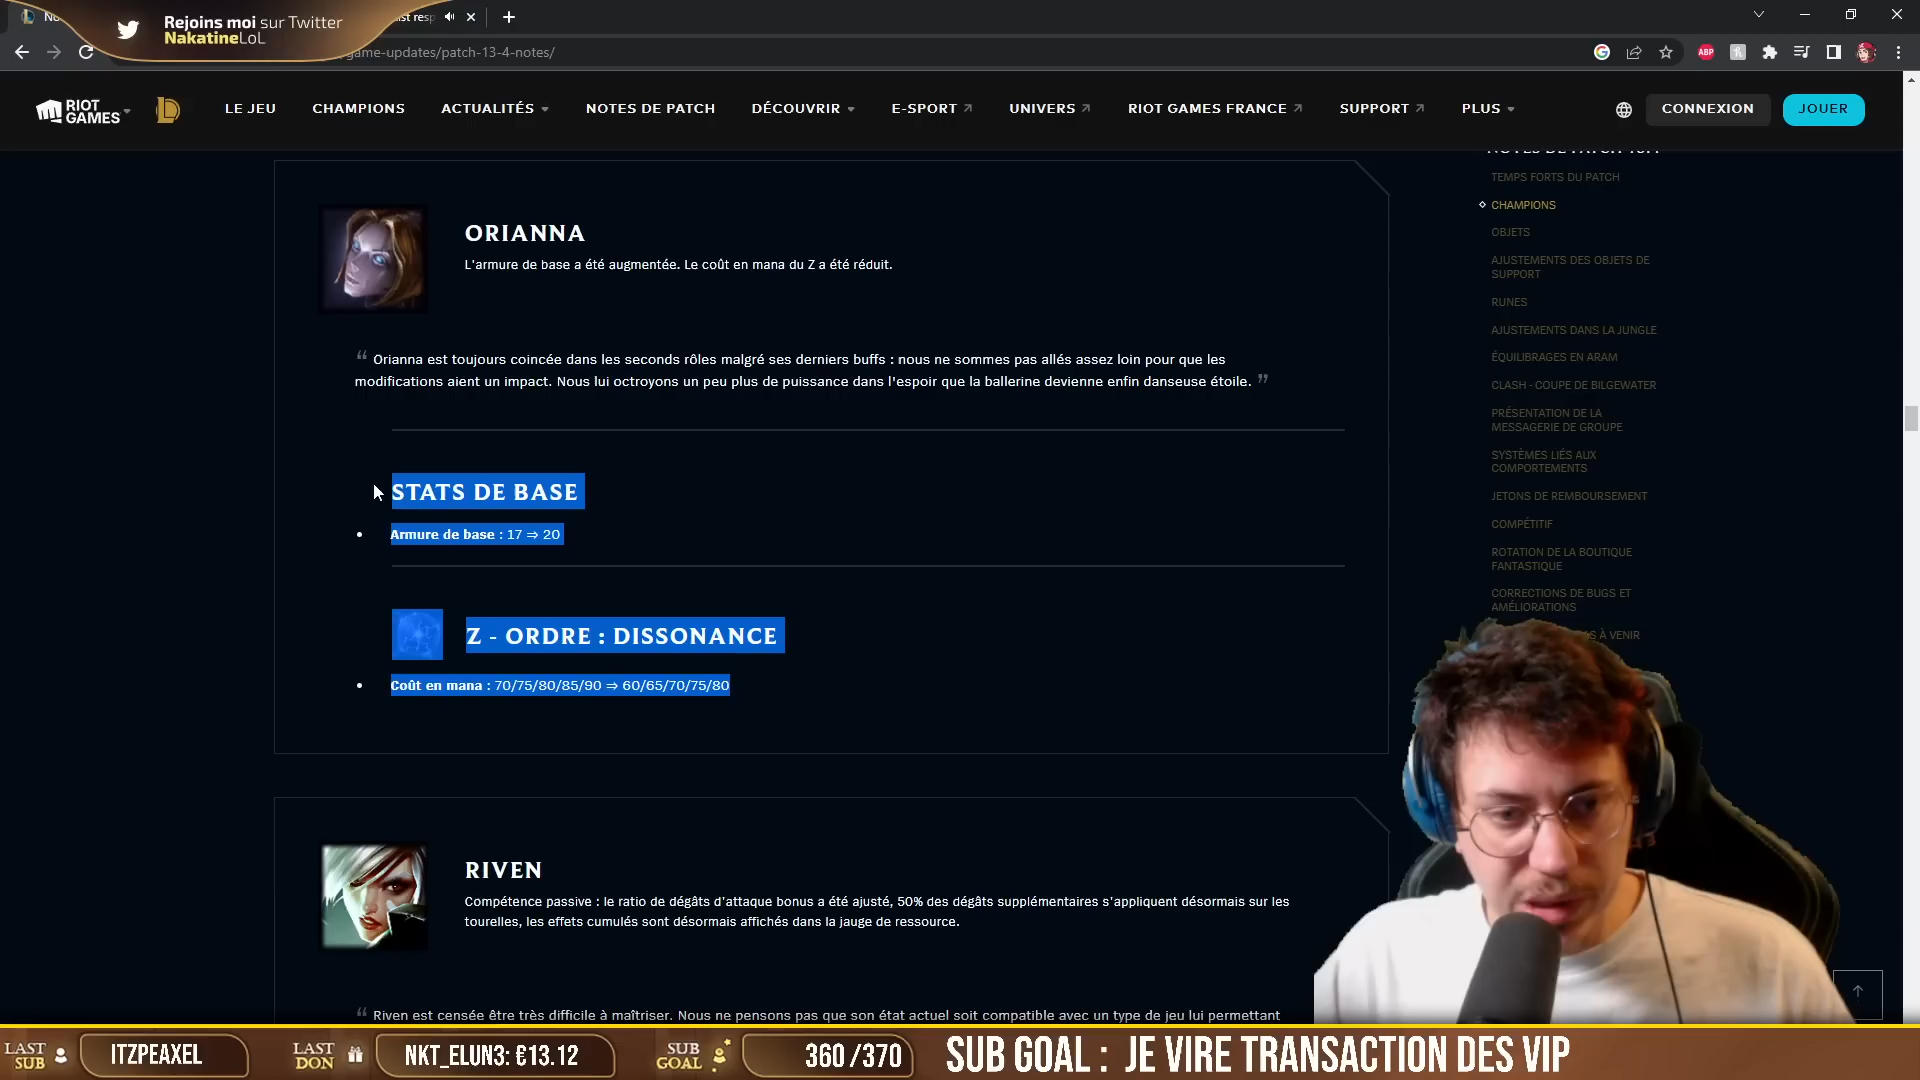 Rejoins moi sur Twitter
NakatineLoL
game-updates/patch-13-4-notes/
ABP
RIOT GAMES
LE JEU
CHAMPIONS
ACTUALITÉS
NOTES DE PATCH
DÉCOUVRIR
E-SPORT
UNIVERS
RIOT GAMES FRANCE
SUPPORT
PLUS
CONNEXION
JOUER
ORIANNA
L'armure de base a été augmentée. Le coût en mana du Z a été réduit.
“ Orianna est toujours coincée dans les seconds rôles malgré ses derniers buffs : nous ne sommes pas allés assez loin pour que les
modifications aient un impact. Nous lui octroyons un peu plus de puissance dans l'espoir que la ballerine devienne enfin danseuse étoile. ”
STATS DE BASE
• Armure de base : 17 ⇒ 20
Z - ORDRE : DISSONANCE
• Coût en mana : 70/75/80/85/90 ⇒ 60/65/70/75/80
RIVEN
Compétence passive : le ratio de dégâts d'attaque bonus a été ajusté, 50% des dégâts supplémentaires s'appliquent désormais sur les
tourelles, les effets cumulés sont désormais affichés dans la jauge de ressource.
“ Riven est censée être très difficile à maîtriser. Nous ne pensons pas que son état actuel soit compatible avec un type de jeu lui permettant
TEMPS FORTS DU PATCH
CHAMPIONS
OBJETS
AJUSTEMENTS DES OBJETS DE
SUPPORT
RUNES
AJUSTEMENTS DANS LA JUNGLE
ÉQUILIBRAGES EN ARAM
CLASH - COUPE DE BILGEWATER
PRÉSENTATION DE LA
MESSAGERIE DE GROUPE
SYSTÈMES LIÉS AUX
COMPORTEMENTS
JETONS DE REMBOURSEMENT
COMPÉTITIF
ROTATION DE LA BOUTIQUE
FANTASTIQUE
CORRECTIONS DE BUGS ET
AMÉLIORATIONS
À VENIR
LAST SUB
ITZPEAXEL
LAST DON
NKT_ELUN3: €13.12
SUB GOAL
360 /370
SUB GOAL : JE VIRE TRANSACTION DES VIP